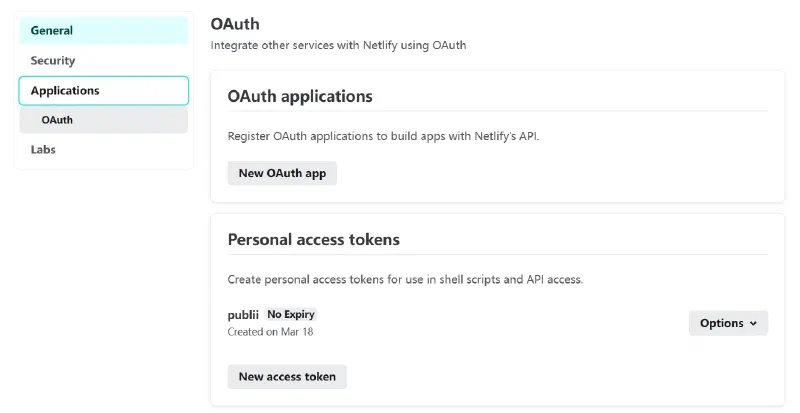 General
Security
Applications
OAuth
Labs
OAuth
Integrate other services with Netlify using OAuth
OAuth applications
Register OAuth applications to build apps with Netlify's API.
New OAuth app
Personal access tokens
Create personal access tokens for use in shell scripts and API access.
publii No Expiry
Created on Mar 18
Options
New access token